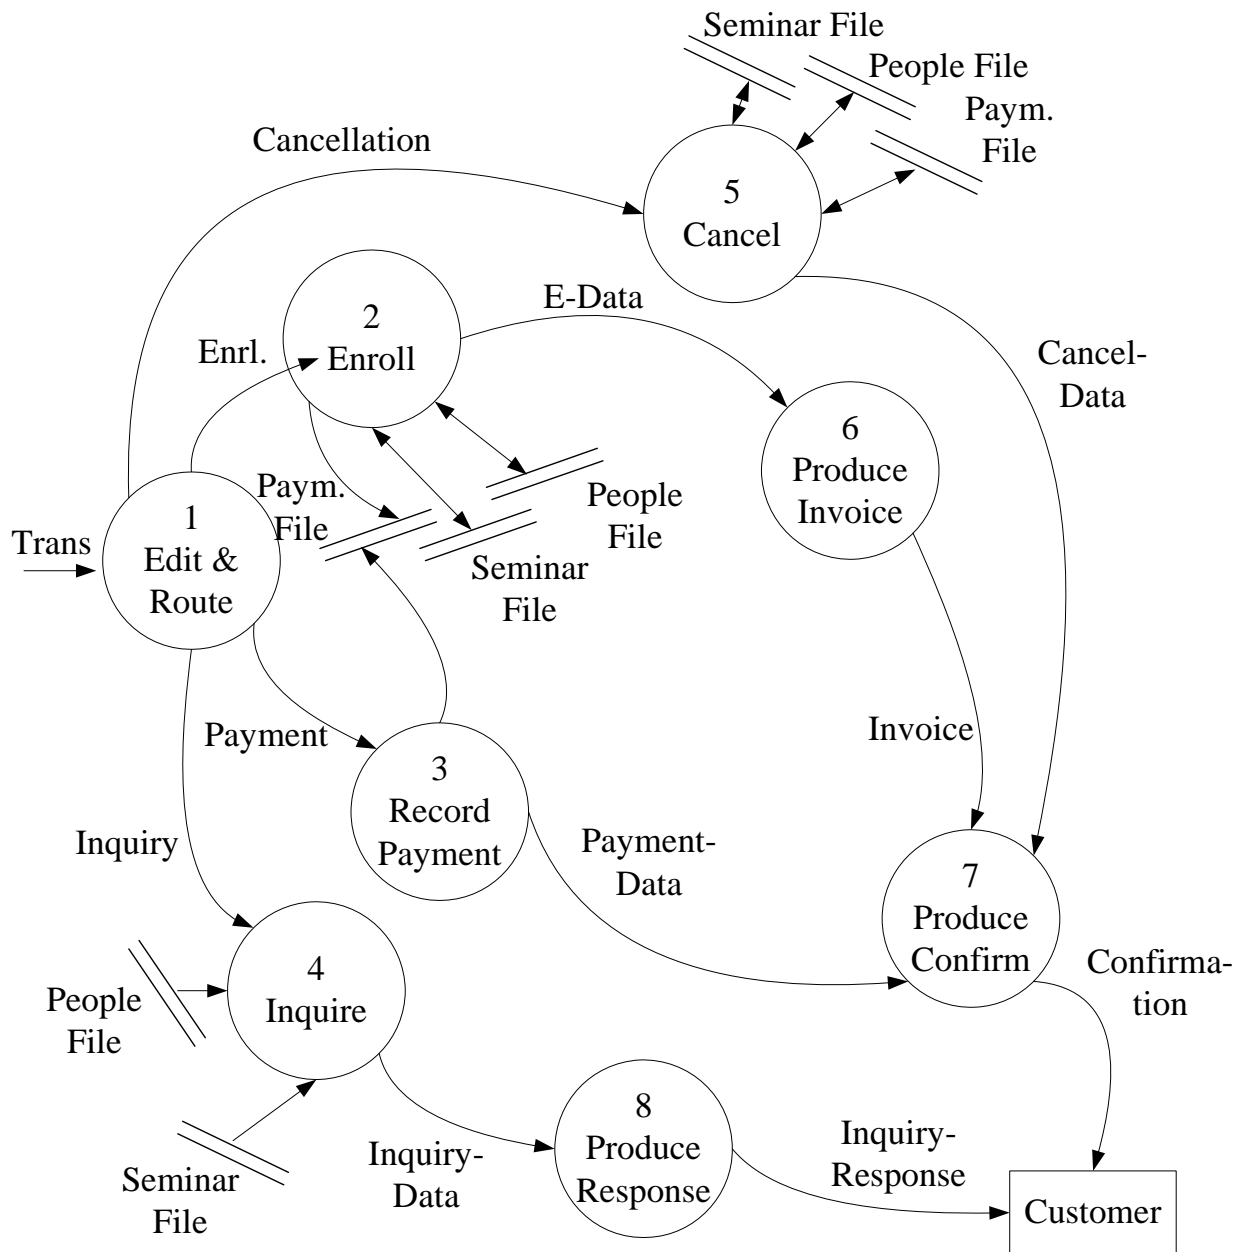 Seminar File
People File
Paym.
File
Cancellation
5
Cancel
E-Data
2
Enroll
Enrl.
Cancel-
Data
6
Produce
Invoice
Paym.
File
People
File
Seminar
File
Trans
1
Edit &
Route
Payment
Invoice
3
Record
Payment
Inquiry
Payment-
Data
7
Produce
Confirm
Confirma-
tion
4
Inquire
People
File
8
Produce
Response
Inquiry-
Data
Inquiry-
Response
Seminar
File
Customer